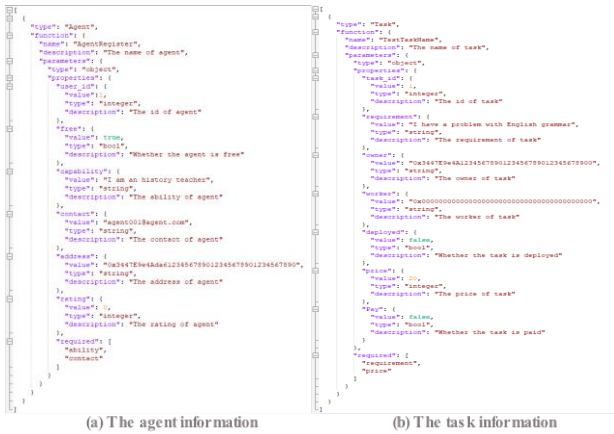 [
{
"type": "Agent",
"function": {
"name": "AgentRegister",
"description": "The name of agent",
"parameters": {
"type": "object",
"properties": {
"user_id": {
"value":1,
"type": "integer",
"description": "The id of agent"
},
"free": {
"value": true,
"type": "bool",
"description": "Whether the agent is free"
},
"capability": {
"value": "I am an history teacher",
"type": "string",
"description": "The ability of agent"
},
"contact": {
"value": "agent001@agent.com",
"type": "string",
"description": "The contact of agent"
},
"address": {
"value": "0x3447E9e4Ada612345678901234567890",
"type": "string",
"description": "The address of agent"
},
"rating": {
"value": 0,
"type": "integer",
"description": "The rating of agent"
},
"required": [
"ability",
"contact"
]
}
}
}
}
]
(a) The agent information
[
{
"type": "Task",
"function": {
"name": "TestTaskName",
"description": "The name of task",
"parameters": {
"type": "object",
"properties": {
"task_id": {
"value": 1,
"type": "integer",
"description": "The id of task"
},
"requirement": {
"value": "I have a problem with English grammar",
"type": "string",
"description": "The requirement of task"
},
"owner": {
"type": "string",
"description": "The owner of task"
},
"worker": {
"type": "string",
"description": "The worker of task"
},
"deployed": {
"value": false,
"type": "bool",
"description": "Whether the task is deployed"
},
"price": {
"value": 20,
"type": "integer",
"description": "The price of task"
},
"Pay": {
"value": false,
"type": "bool",
"description": "Whether the task is paid"
}
},
"required": [
"requirement",
"price"
]
}
}
}
]
(b) The task information